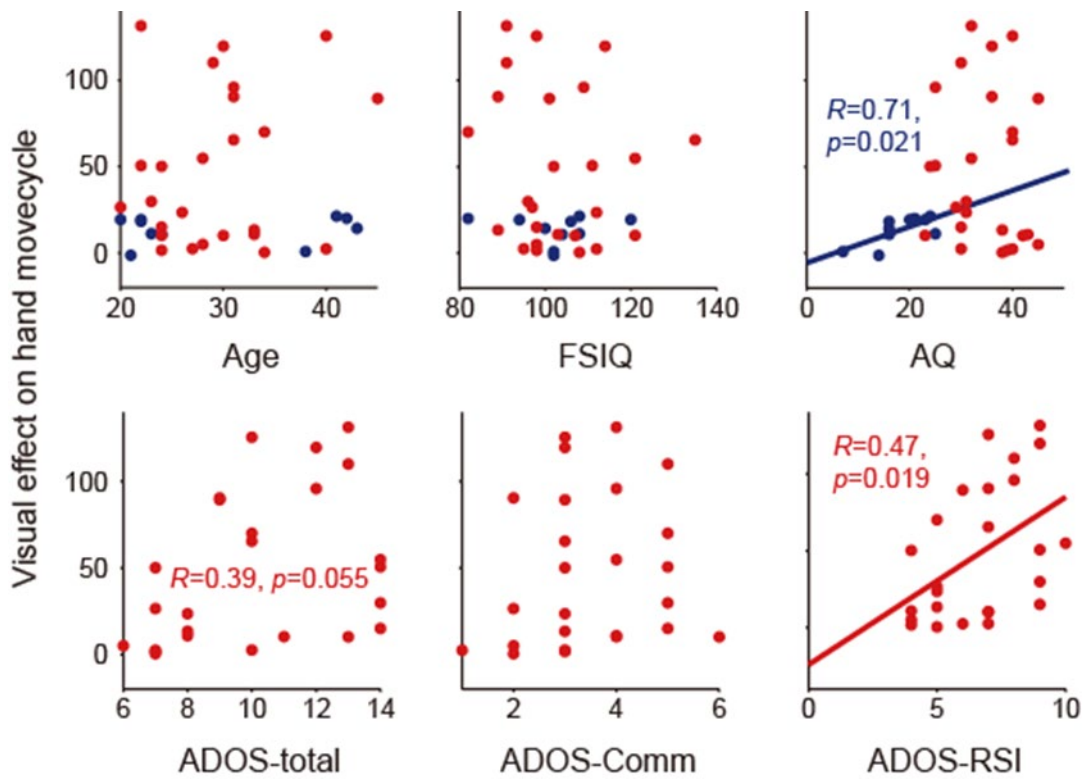 Visual effect on hand movecycle
100
50
0
20 30 40
Age
80 100 120 140
FSIQ
R=0.71,
p=0.021
0 20 40
AQ
100
50
0
R=0.39, p=0.055
6 8 10 12 14
ADOS-total
2 4 6
ADOS-Comm
R=0.47,
p=0.019
0 5 10
ADOS-RSI